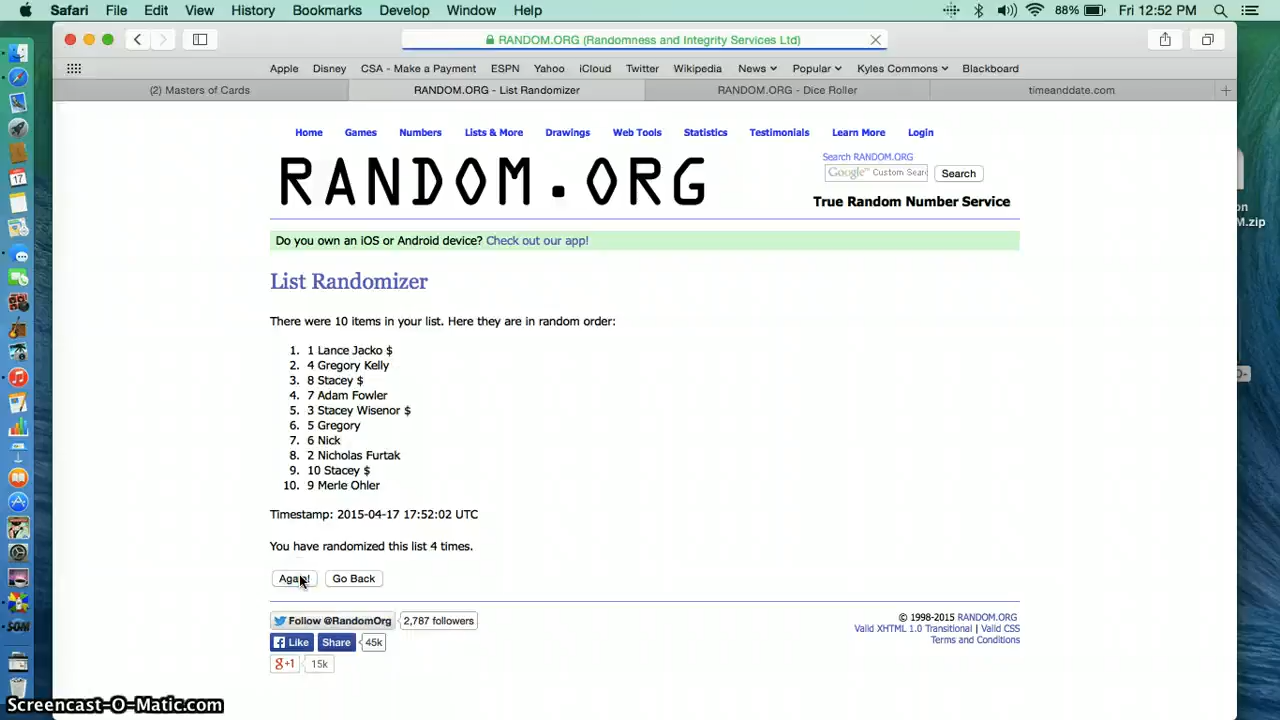 Safari File Edit View History Bookmarks Develop Window Help 88% Fri 12:52 PM
RANDOM.ORG (Randomness and Integrity Services Ltd)
Apple Disney CSA - Make a Payment ESPN Yahoo iCloud Twitter Wikipedia News Popular Kyles Commons Blackboard
(2) Masters of Cards RANDOM.ORG - List Randomizer RANDOM.ORG - Dice Roller timeanddate.com
Home Games Numbers Lists & More Drawings Web Tools Statistics Testimonials Learn More Login
Search RANDOM.ORG
RANDOM.ORG
Google Custom Sear Search
True Random Number Service
Do you own an iOS or Android device? Check out our app!
List Randomizer
There were 10 items in your list. Here they are in random order:
1. 1 Lance Jacko $
2. 4 Gregory Kelly
3. 8 Stacey $
4. 7 Adam Fowler
5. 3 Stacey Wisenor $
6. 5 Gregory
7. 6 Nick
8. 2 Nicholas Furtak
9. 10 Stacey $
10. 9 Merle Ohler
Timestamp: 2015-04-17 17:52:02 UTC
You have randomized this list 4 times.
Again! Go Back
Follow @RandomOrg 2,787 followers
Like Share 45k
g+1 15k
© 1998-2015 RANDOM.ORG
Valid XHTML 1.0 Transitional | Valid CSS
Terms and Conditions
17
SOM
on
M.zip
Screencast-O-Matic.com